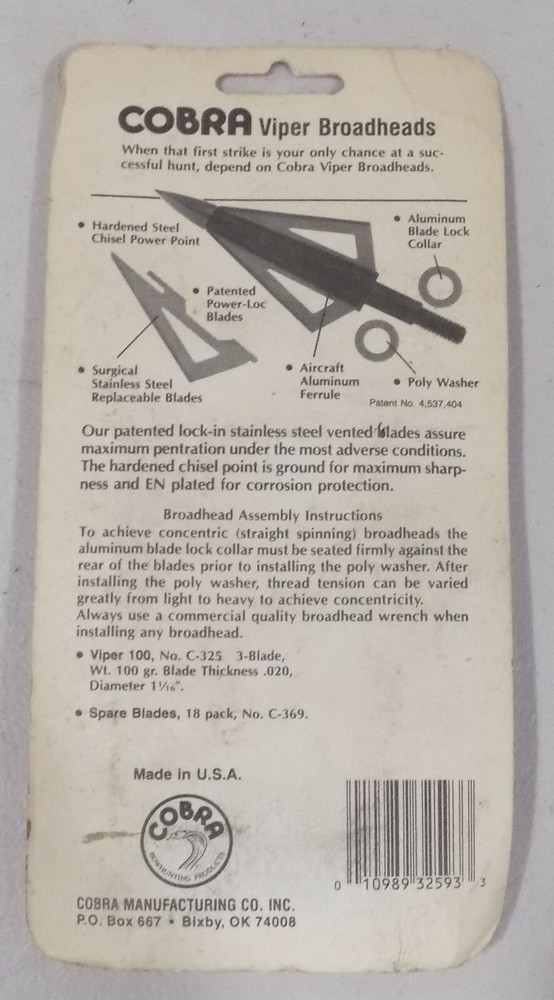 COBRA Viper Broadheads
When that first strike is your only chance at a suc-
cessful hunt, depend on Cobra Viper Broadheads.
• Hardened Steel
Chisel Power Point
• Aluminum
Blade Lock
Collar
• Patented
Power-Loc
Blades
• Surgical
Stainless Steel
Replaceable Blades
• Aircraft
Aluminum
Ferrule
• Poly Washer
Patent No. 4,537,404
Our patented lock-in stainless steel vented blades assure
maximum pentration under the most adverse conditions.
The hardened chisel point is ground for maximum sharp-
ness and EN plated for corrosion protection.
Broadhead Assembly Instructions
To achieve concentric (straight spinning) broadheads the
aluminum blade lock collar must be seated firmly against the
rear of the blades prior to installing the poly washer. After
installing the poly washer, thread tension can be varied
greatly from light to heavy to achieve concentricity.
Always use a commercial quality broadhead wrench when
installing any broadhead.
• Viper 100, No. C-325 3-Blade,
Wt. 100 gr. Blade Thickness .020,
Diameter 1 1/16".
• Spare Blades, 18 pack, No. C-369.
Made in U.S.A.
COBRA
BOWHUNTING PRODUCTS
0 10989 32593 3
COBRA MANUFACTURING CO. INC.
P.O. Box 667 • Bixby, OK 74008